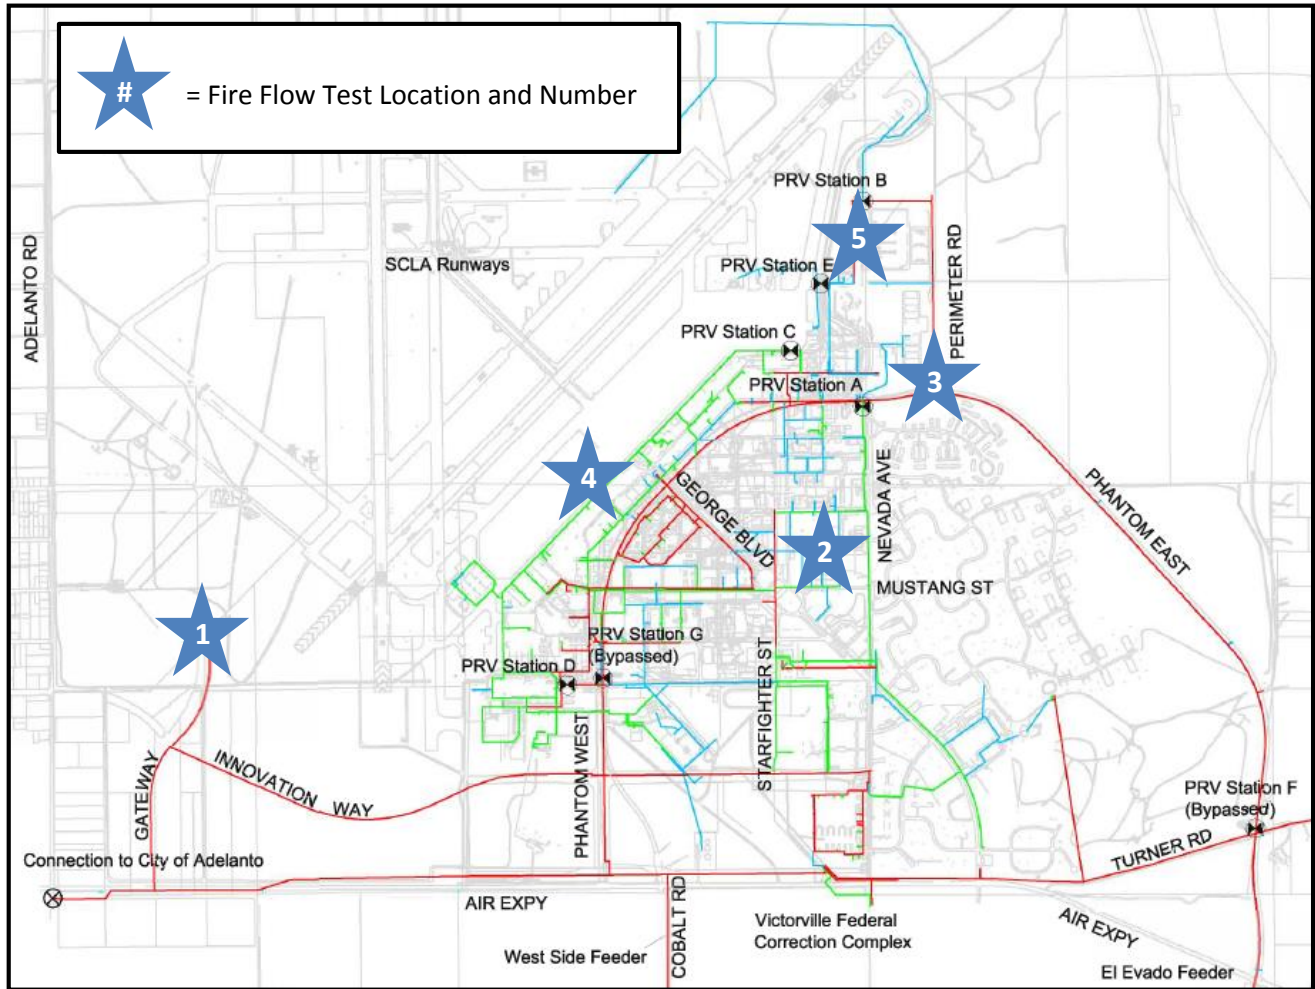 #
= Fire Flow Test Location and Number
PRV Station B
5
ADELANTO RD
SCLA Runways
PRV Station E
PERIMETER RD
PRV Station C
PRV Station A
3
4
GEORGE BLVD
NEVADA AVE
PHANTOM EAST
2
MUSTANG ST
1
PRV Station G
(Bypassed)
PRV Station D
STARFIGHTER ST
PHANTOM WEST
GATEWAY
INNOVATION WAY
PRV Station F
(Bypassed)
TURNER RD
Connection to City of Adelanto
AIR EXPY
COBALT RD
Victorville Federal
Correction Complex
AIR EXPY
West Side Feeder
El Evado Feeder